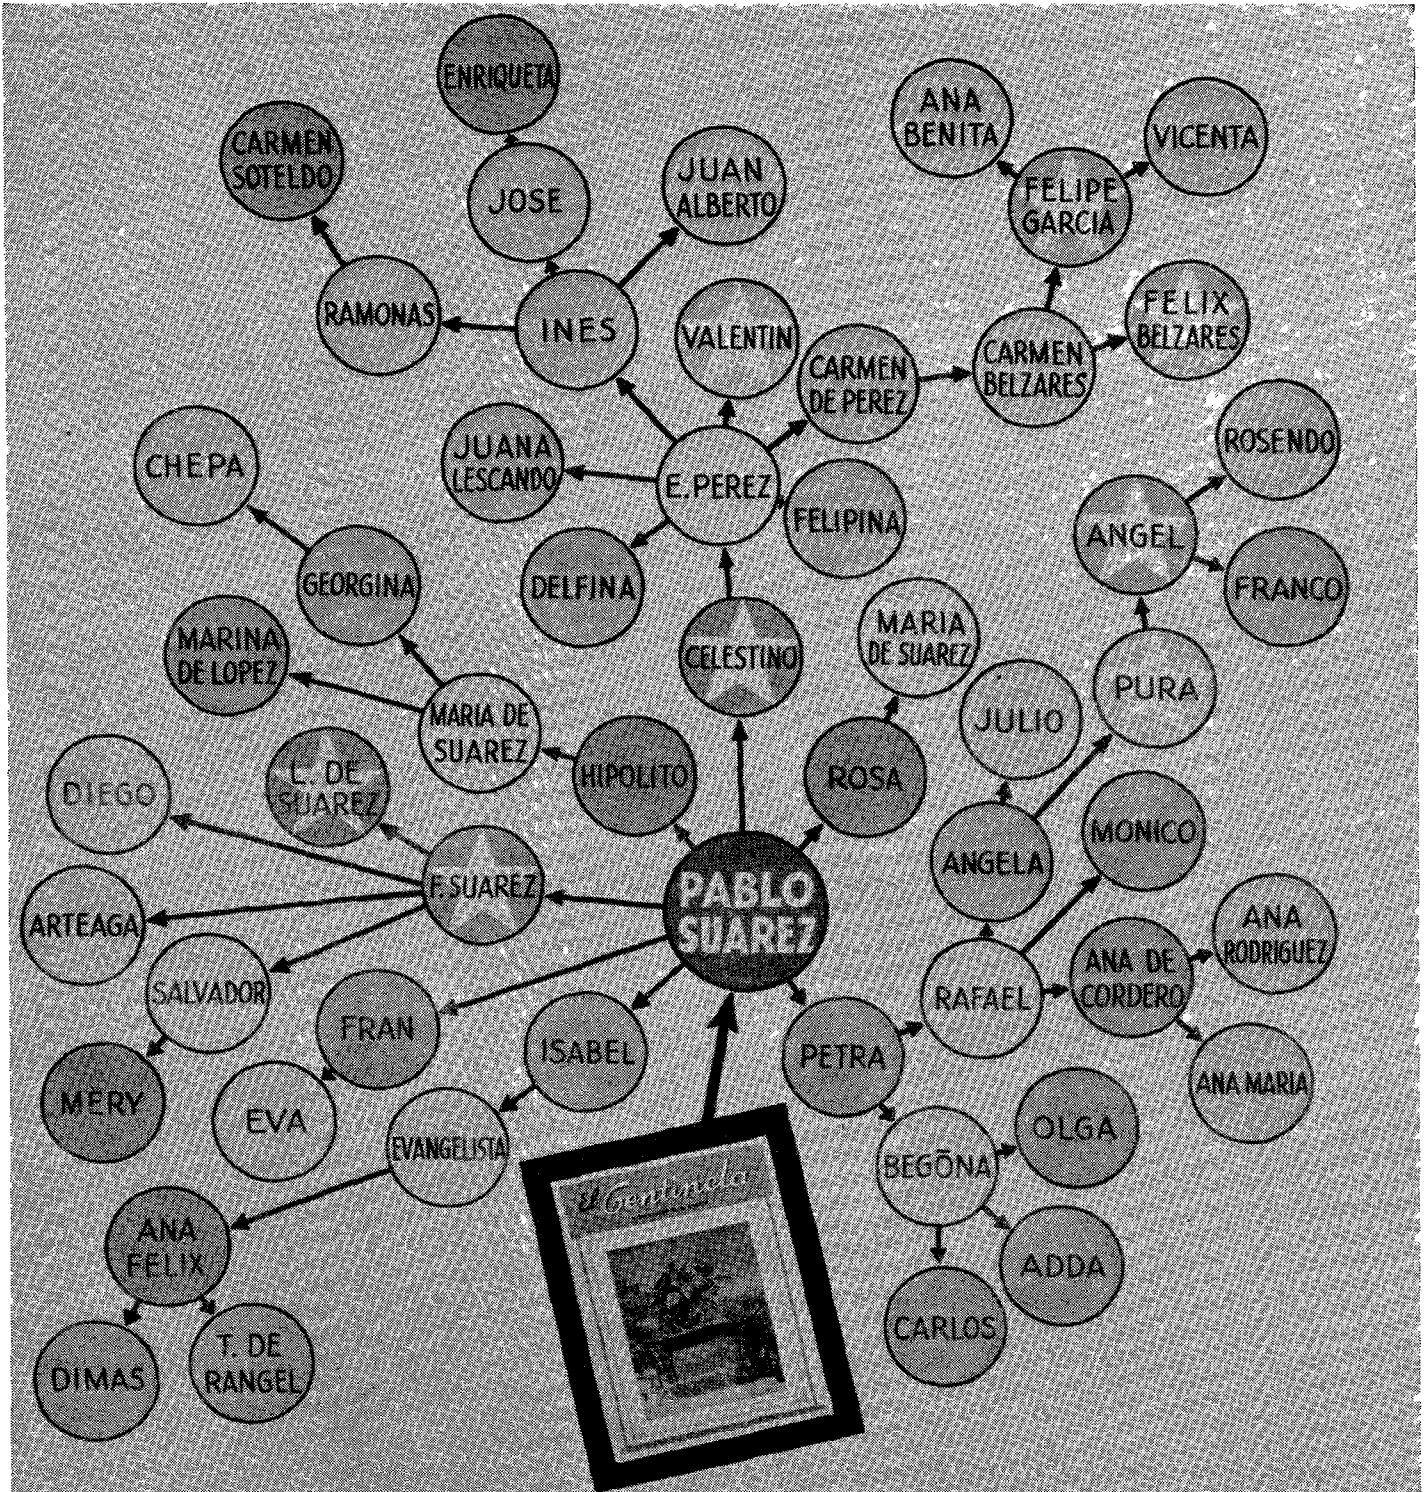 ENRIQUETA
CARMEN
SOTELDO
JOSE
JUAN
ALBERTO
ANA
BENITA
VICENTA
FELIPE
GARCIA
RAMONAS
INES
VALENTIN
CARMEN
DE PEREZ
CARMEN
BELZARES
FELIX
BELZARES
CHEPA
JUANA
LESCANDO
E. PEREZ
FELIPINA
ROSENDO
ANGEL
FRANCO
GEORGINA
DELFINA
MARINA
DE LOPEZ
CELESTINO
MARIA
DE SUAREZ
PURA
JULIO
MARIA DE
SUAREZ
DIEGO
L. DE
SUAREZ
HIPOLITO
ROSA
MONICO
ANGELA
F. SUAREZ
PABLO
SUAREZ
ARTEAGA
SALVADOR
FRAN
ISABEL
PETRA
RAFAEL
ANA DE
CORDERO
ANA
RODRIGUEZ
ANA MARIA
MERY
EVA
EVANGELISTA
BEGÕNA
OLGA
El Centinela
ANA
FELIX
ADDA
CARLOS
DIMAS
T. DE
RANGEL